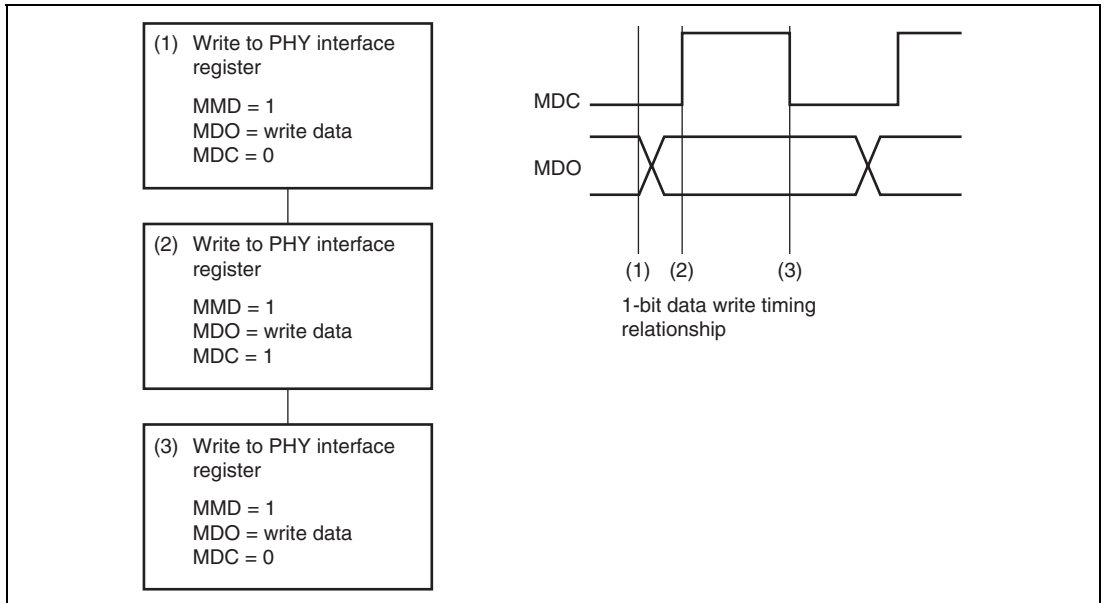 (1) Write to PHY interface
register
MMD = 1
MDO = write data
MDC = 0
(2) Write to PHY interface
register
MMD = 1
MDO = write data
MDC = 1
(3) Write to PHY interface
register
MMD = 1
MDO = write data
MDC = 0
MDC
MDO
(1) (2) (3)
1-bit data write timing
relationship